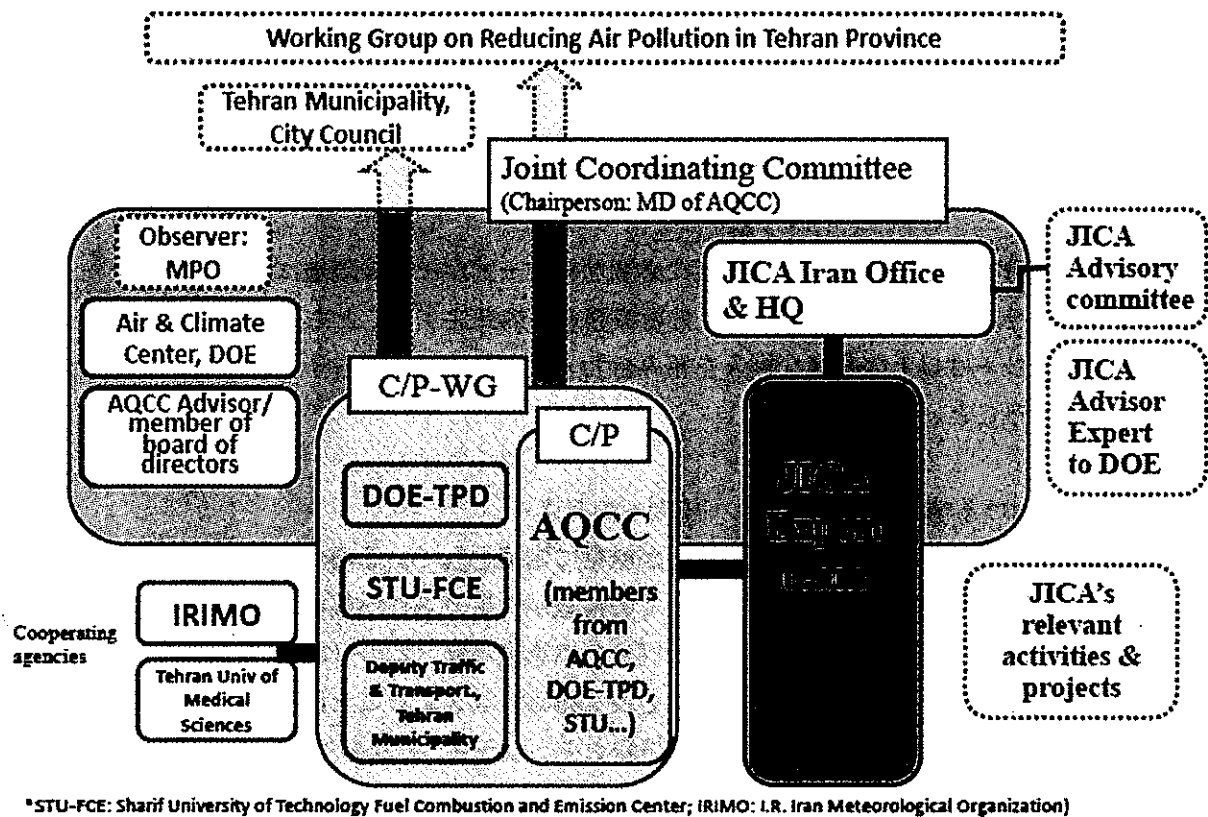 Working Group on Reducing Air Pollution in Tehran Province
Tehran Municipality,
City Council
Joint Coordinating Committee
(Chairperson: MD of AQCC)
Observer:
MPO
Air & Climate
Center, DOE
AQCC Advisor/
member of
board of
directors
JICA Iran Office
& HQ
JICA
Advisory
committee
JICA
Advisor
Expert
to DOE
C/P-WG
C/P
DOE-TPD
STU-FCE
Deputy Traffic
& Transport.,
Tehran
Municipality
AQCC
(members
from
AQCC,
DOE-TPD,
STU...)
Cooperating
agencies
IRIMO
Tehran Univ of
Medical
Sciences
JICA's
relevant
activities &
projects
*STU-FCE: Sharif University of Technology Fuel Combustion and Emission Center; IRIMO: I.R. Iran Meteorological Organization)